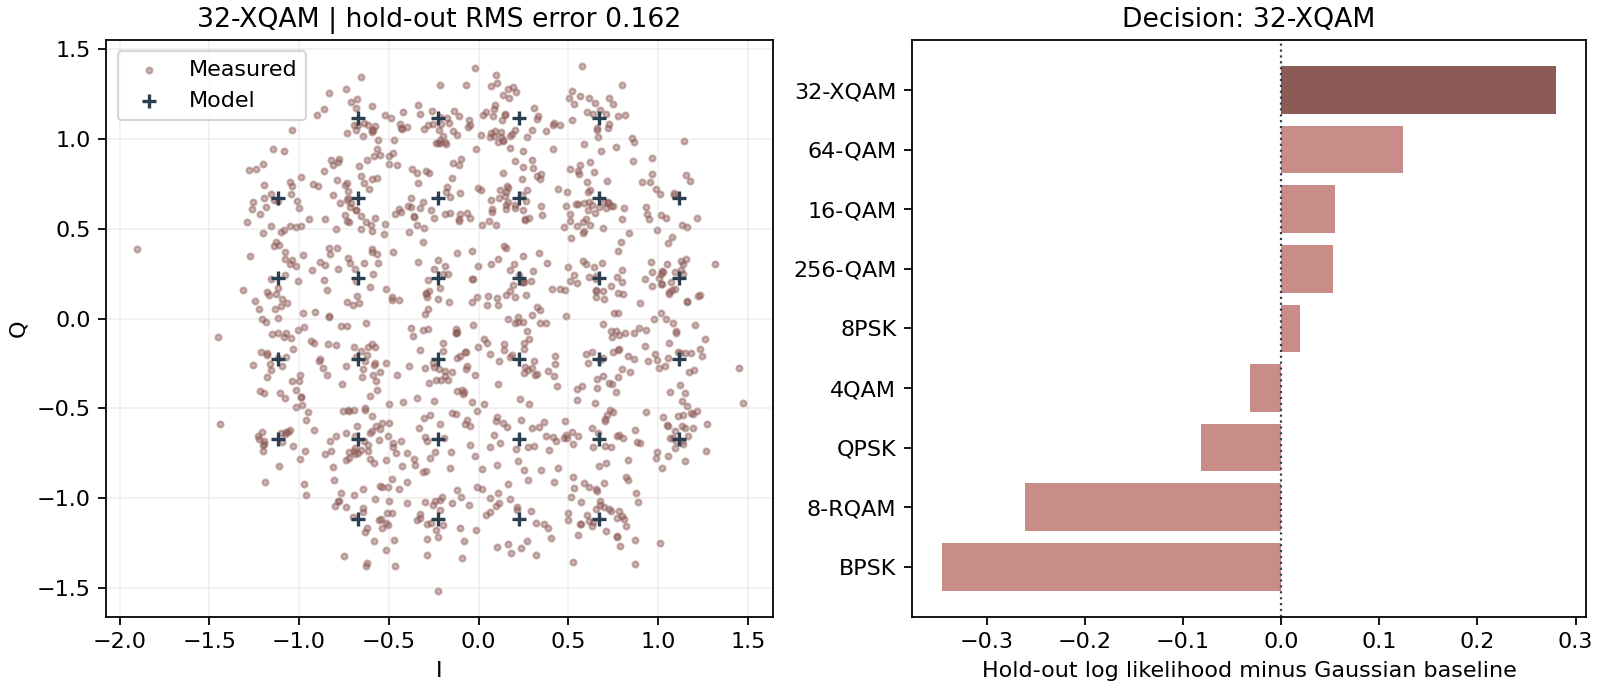 32-XQAM | hold-out RMS error 0.162
Measured
Model
1.5
1.0
0.5
0.0
−0.5
−1.0
−1.5
Q
−2.0 −1.5 −1.0 −0.5 0.0 0.5 1.0 1.5
I
Decision: 32-XQAM
32-XQAM
64-QAM
16-QAM
256-QAM
8PSK
4QAM
QPSK
8-RQAM
BPSK
−0.3 −0.2 −0.1 0.0 0.1 0.2 0.3
Hold-out log likelihood minus Gaussian baseline